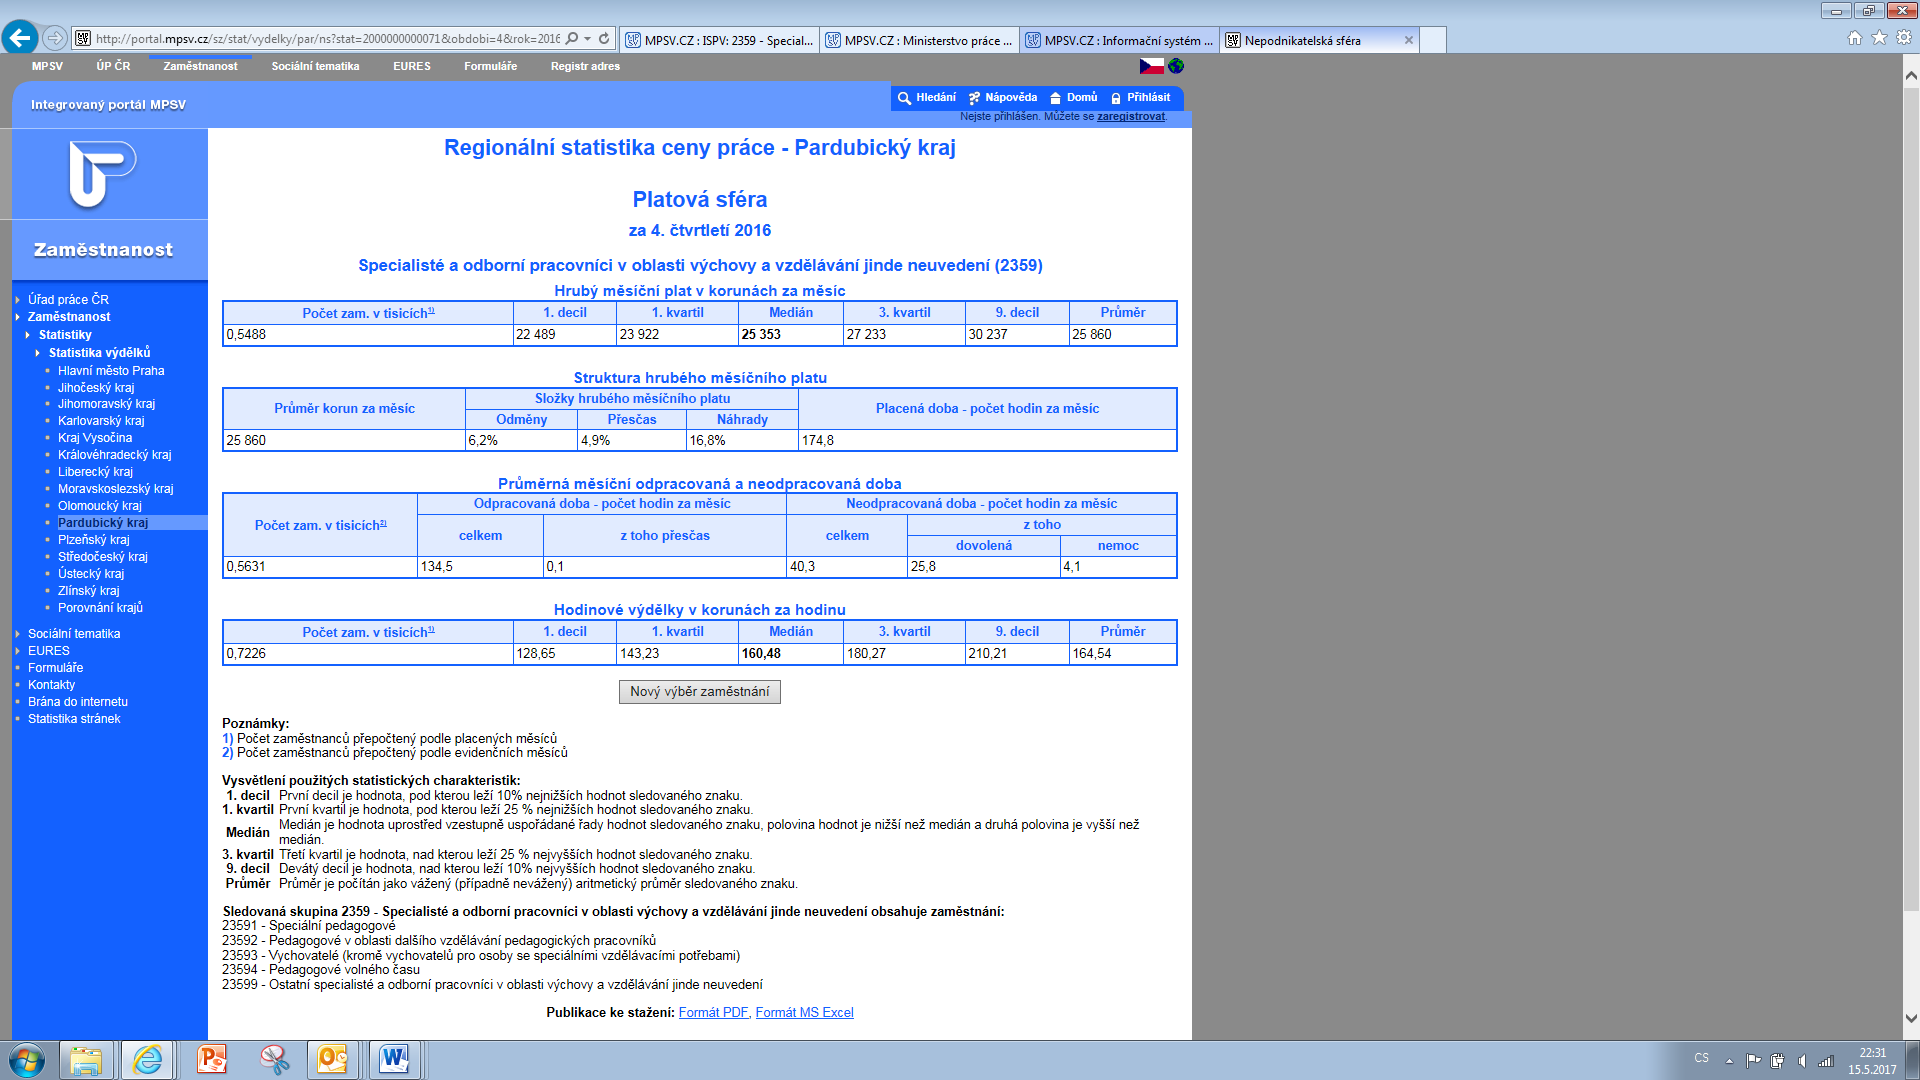 http://portal.mpsv.cz/sz/stat/vydelky/par/ns?stat=2000000000071&obdobi=4&rok=2016
MPSV.CZ : ISPV: 2359 - Special...
MPSV.CZ : Ministerstvo práce ...
MPSV.CZ : Informační systém ...
Nepodnikatelská sféra
MPSV ÚP ČR Zaměstnanost Sociální tematika EURES Formuláře Registr adres
Integrovaný portál MPSV
Hledání Nápověda Domů Přihlásit
Nejste přihlášen. Můžete se zaregistrovat.
Zaměstnanost
Úřad práce ČR
Zaměstnanost
Statistiky
Statistika výdělků
Hlavní město Praha
Jihočeský kraj
Jihomoravský kraj
Karlovarský kraj
Kraj Vysočina
Královéhradecký kraj
Liberecký kraj
Moravskoslezský kraj
Olomoucký kraj
Pardubický kraj
Plzeňský kraj
Středočeský kraj
Ústecký kraj
Zlínský kraj
Porovnání krajů
Sociální tematika
EURES
Formuláře
Kontakty
Brána do internetu
Statistika stránek
Regionální statistika ceny práce - Pardubický kraj
Platová sféra
za 4. čtvrtletí 2016
Specialisté a odborní pracovníci v oblasti výchovy a vzdělávání jinde neuvedení (2359)
Hrubý měsíční plat v korunách za měsíc
Počet zam. v tisicích1) 1. decil 1. kvartil Medián 3. kvartil 9. decil Průměr
0,5488 22 489 23 922 25 353 27 233 30 237 25 860
Struktura hrubého měsíčního platu
Průměr korun za měsíc Složky hrubého měsíčního platu Placená doba - počet hodin za měsíc
Odměny Přesčas Náhrady
25 860 6,2% 4,9% 16,8% 174,8
Průměrná měsíční odpracovaná a neodpracovaná doba
Počet zam. v tisicích2) Odpracovaná doba - počet hodin za měsíc Neodpracovaná doba - počet hodin za měsíc
celkem z toho přesčas celkem z toho
dovolená nemoc
0,5631 134,5 0,1 40,3 25,8 4,1
Hodinové výdělky v korunách za hodinu
Počet zam. v tisicích1) 1. decil 1. kvartil Medián 3. kvartil 9. decil Průměr
0,7226 128,65 143,23 160,48 180,27 210,21 164,54
Nový výběr zaměstnání
Poznámky:
1) Počet zaměstnanců přepočtený podle placených měsíců
2) Počet zaměstnanců přepočtený podle evidenčních měsíců
Vysvětlení použitých statistických charakteristik:
1. decil První decil je hodnota, pod kterou leží 10% nejnižších hodnot sledovaného znaku.
1. kvartil První kvartil je hodnota, pod kterou leží 25 % nejnižších hodnot sledovaného znaku.
Medián Medián je hodnota uprostřed vzestupně uspořádané řady hodnot sledovaného znaku, polovina hodnot je nižší než medián a druhá polovina je vyšší než
medián.
3. kvartil Třetí kvartil je hodnota, nad kterou leží 25 % nejvyšších hodnot sledovaného znaku.
9. decil Devátý decil je hodnota, nad kterou leží 10% nejvyšších hodnot sledovaného znaku.
Průměr Průměr je počítán jako vážený (případně nevážený) aritmetický průměr sledovaného znaku.
Sledovaná skupina 2359 - Specialisté a odborní pracovníci v oblasti výchovy a vzdělávání jinde neuvedení obsahuje zaměstnání:
23591 - Speciální pedagogové
23592 - Pedagogové v oblasti dalšího vzdělávání pedagogických pracovníků
23593 - Vychovatelé (kromě vychovatelů pro osoby se speciálními vzdělávacími potřebami)
23594 - Pedagogové volného času
23599 - Ostatní specialisté a odborní pracovníci v oblasti výchovy a vzdělávání jinde neuvedení
Publikace ke stažení: Formát PDF, Formát MS Excel
CS
22:31
15.5.2017